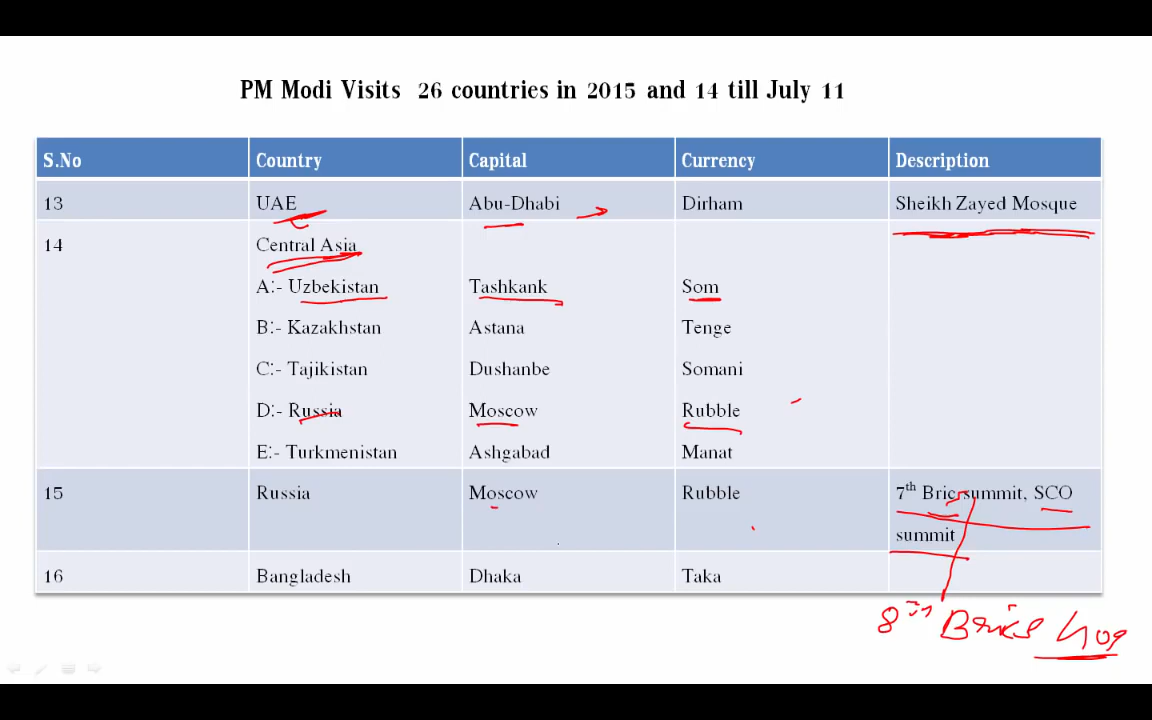 PM Modi Visits 26 countries in 2015 and 14 till July 11
S.No Country Capital Currency Description
13 UAE Abu-Dhabi Dirham Sheikh Zayed Mosque
14 Central Asia
A:- Uzbekistan Tashkank Som
B:- Kazakhstan Astana Tenge
C:- Tajikistan Dushanbe Somani
D:- Russia Moscow Rubble
E:- Turkmenistan Ashgabad Manat
15 Russia Moscow Rubble 7th Bric summit, SCO
summit
16 Bangladesh Dhaka Taka
8th Brics